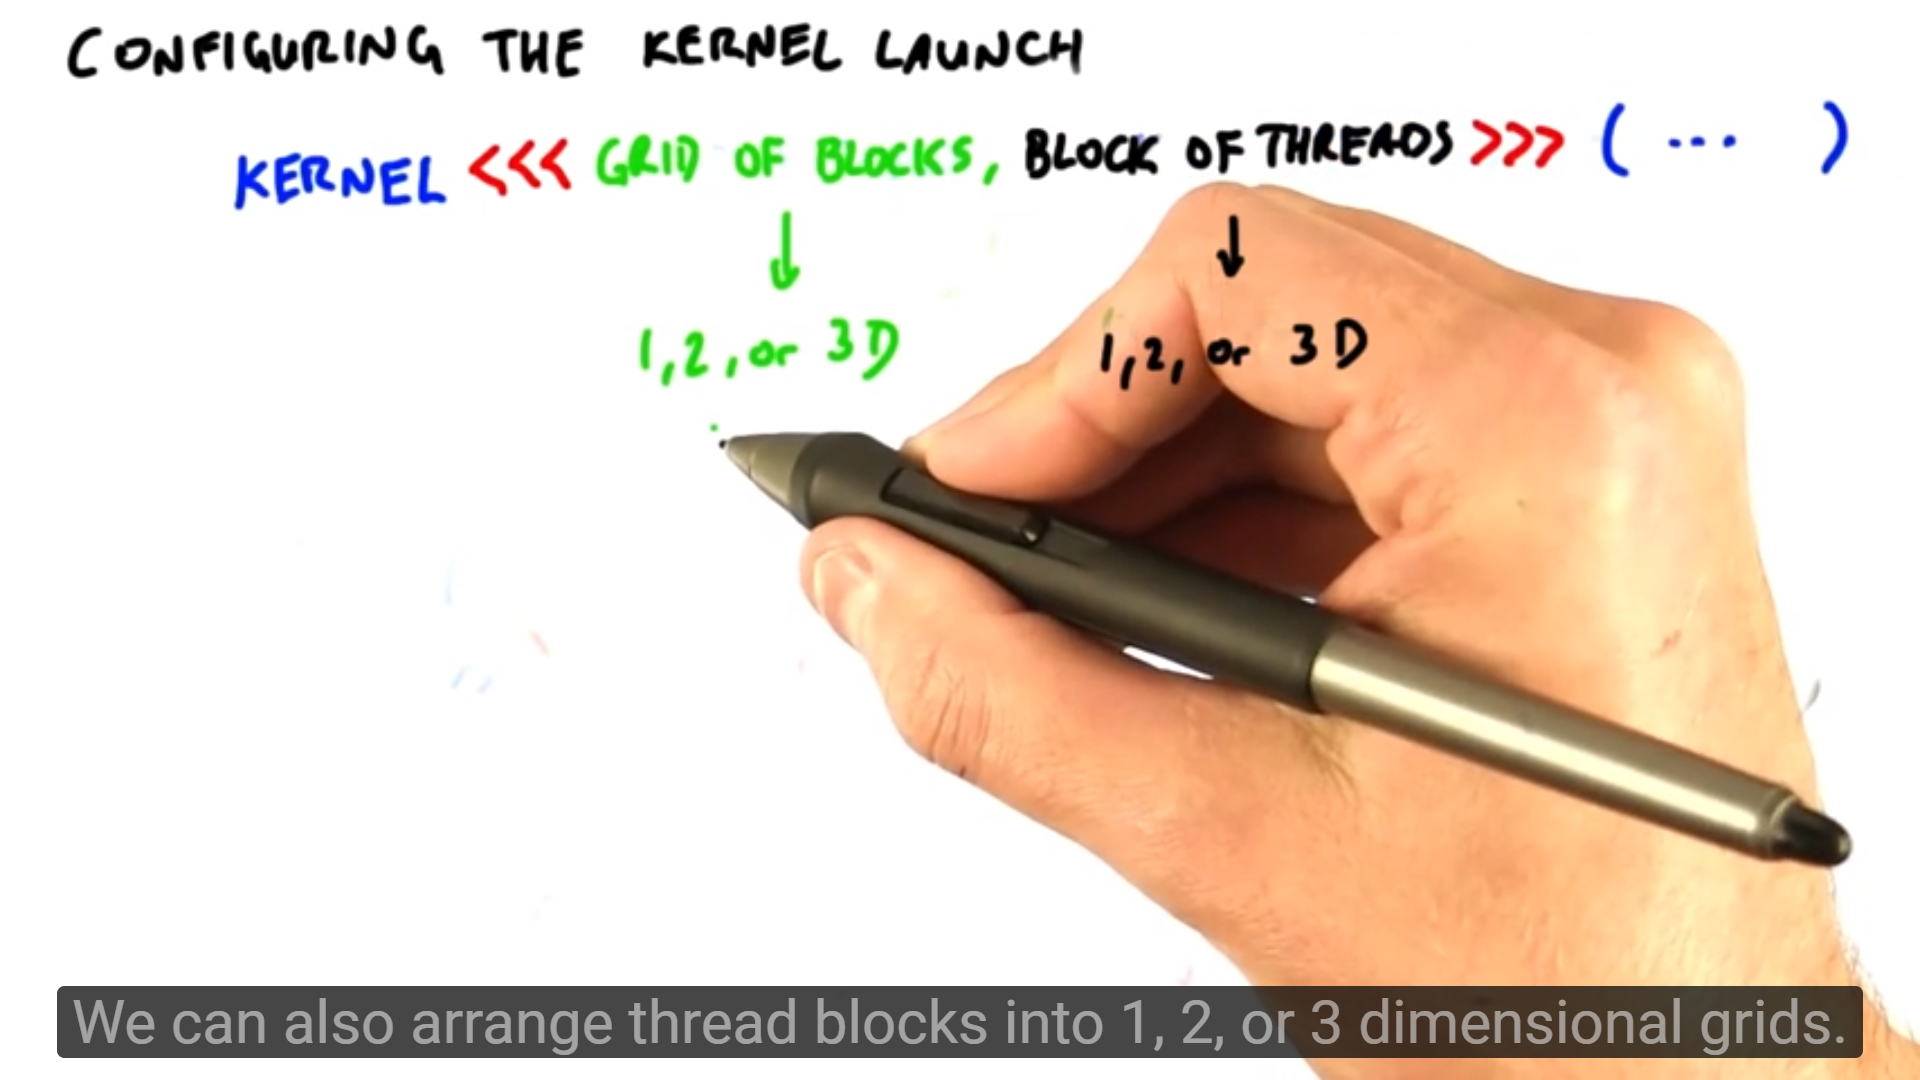 CONFIGURING THE KERNEL LAUNCH
KERNEL <<< GRID OF BLOCKS, BLOCK OF THREADS >>> ( ... )
1,2, or 3D 1,2, or 3D
We can also arrange thread blocks into 1, 2, or 3 dimensional grids.